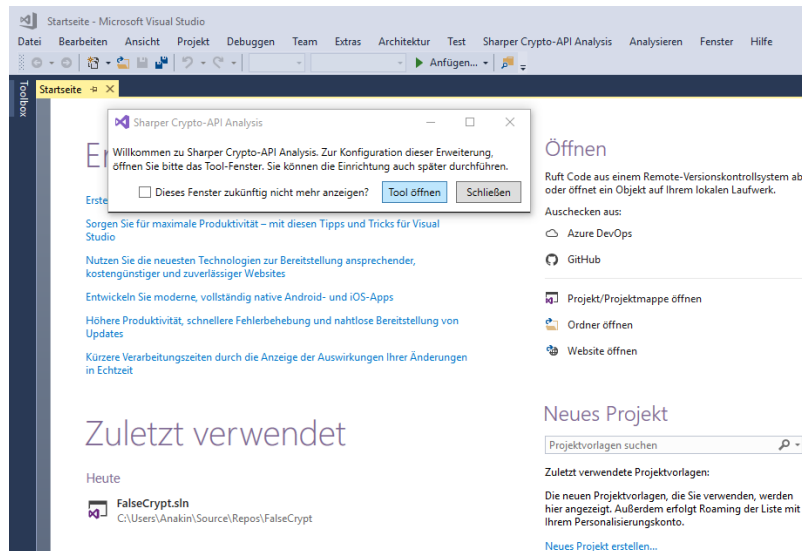 Startseite - Microsoft Visual Studio
Datei Bearbeiten Ansicht Projekt Debuggen Team Extras Architektur Test Sharper Crypto-API Analysis Analysieren Fenster Hilfe
Anfügen...
Toolbox
Startseite
Sharper Crypto-API Analysis
Willkommen zu Sharper Crypto-API Analysis. Zur Konfiguration dieser Erweiterung,
öffnen Sie bitte das Tool-Fenster. Sie können die Einrichtung auch später durchführen.
Dieses Fenster zukünftig nicht mehr anzeigen?
Tool öffnen
Schließen
Er
Erste
Sorgen Sie für maximale Produktivität – mit diesen Tipps und Tricks für Visual
Studio
Nutzen Sie die neuesten Technologien zur Bereitstellung ansprechender,
kostengünstiger und zuverlässiger Websites
Entwickeln Sie moderne, vollständig native Android- und iOS-Apps
Höhere Produktivität, schnellere Fehlerbehebung und nahtlose Bereitstellung von
Updates
Kürzere Verarbeitungszeiten durch die Anzeige der Auswirkungen Ihrer Änderungen
in Echtzeit
Zuletzt verwendet
Heute
FalseCrypt.sln
C:\Users\Anakin\Source\Repos\FalseCrypt
Öffnen
Ruft Code aus einem Remote-Versionskontrollsystem ab
oder öffnet ein Objekt auf Ihrem lokalen Laufwerk.
Auschecken aus:
Azure DevOps
GitHub
Projekt/Projektmappe öffnen
Ordner öffnen
Website öffnen
Neues Projekt
Projektvorlagen suchen
Zuletzt verwendete Projektvorlagen:
Die neuen Projektvorlagen, die Sie verwenden, werden
hier angezeigt. Außerdem erfolgt Roaming der Liste mit
Ihrem Personalisierungskonto.
Neues Projekt erstellen...